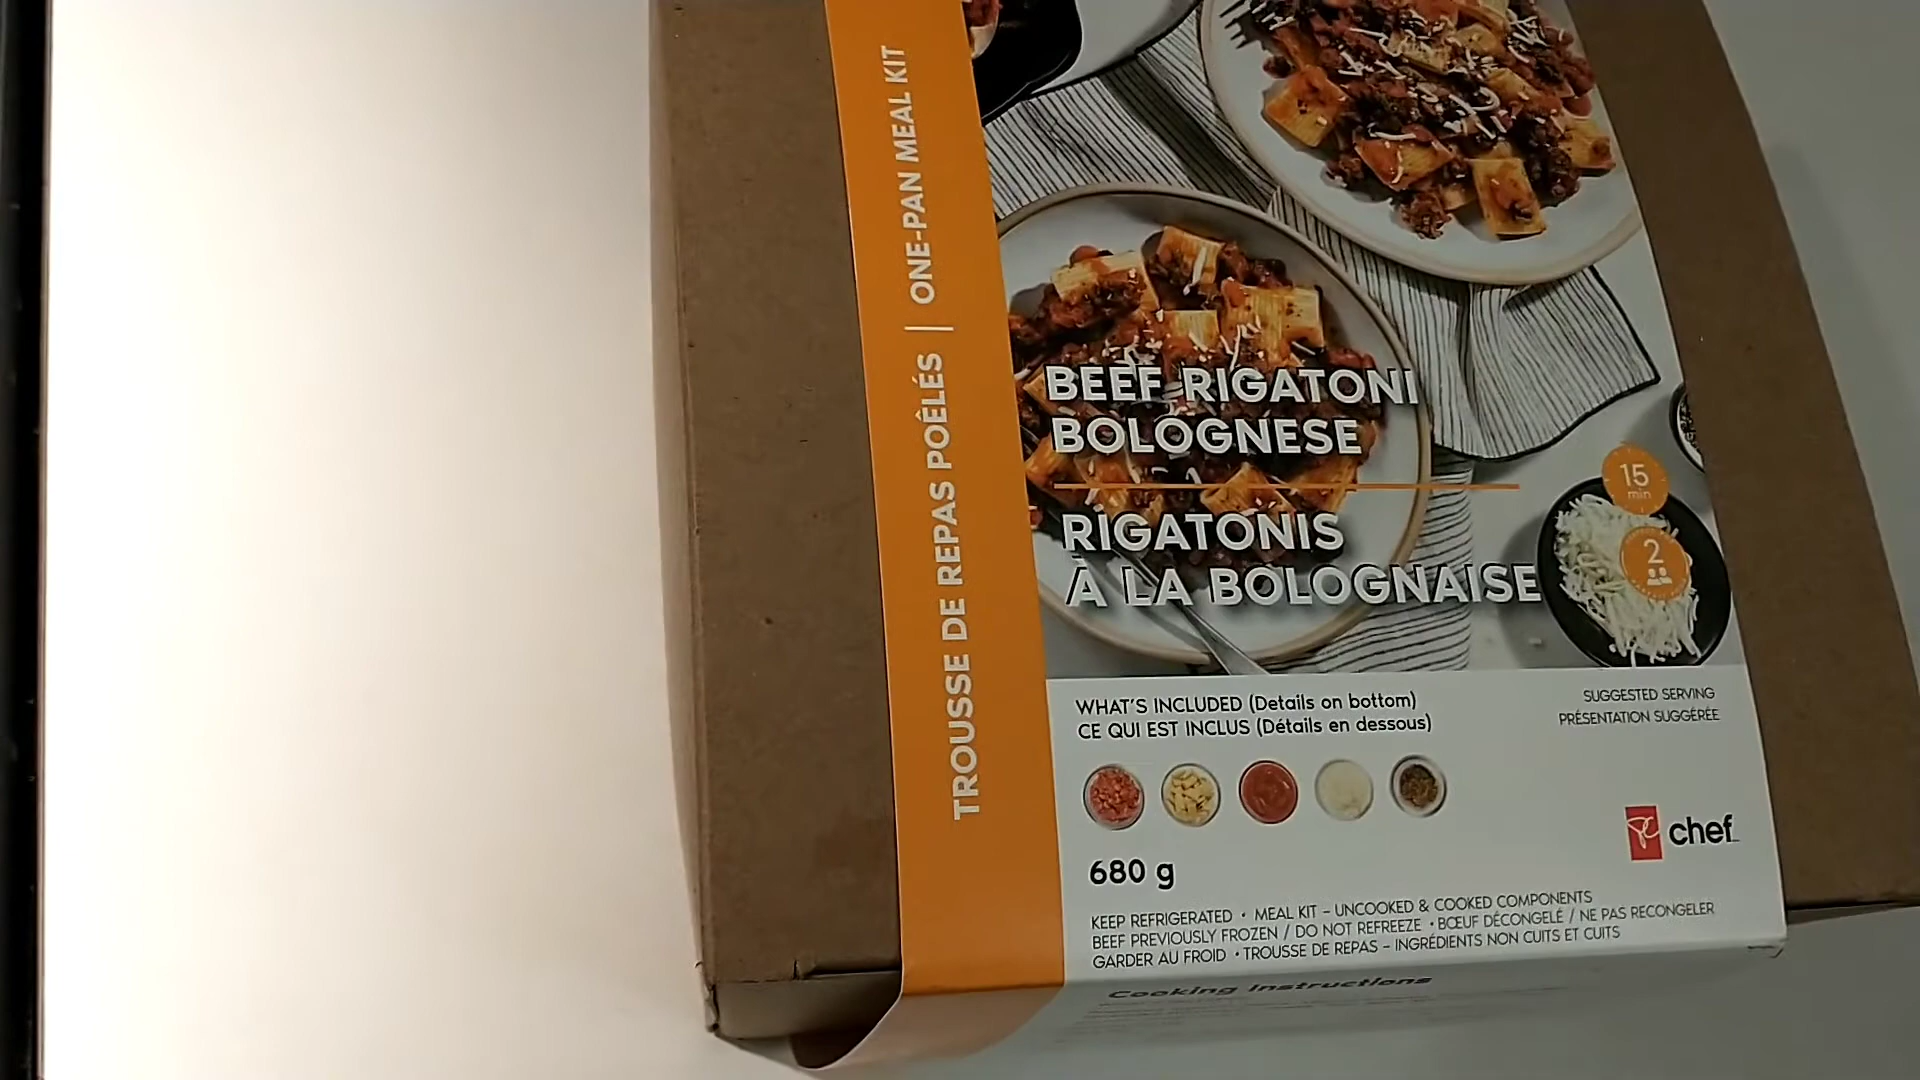 TROUSSE DE REPAS POÊLÉS | ONE-PAN MEAL KIT
BEEF RIGATONI
BOLOGNESE
RIGATONIS
À LA BOLOGNAISE
15
min
2
WHAT'S INCLUDED (Details on bottom)
CE QUI EST INCLUS (Détails en dessous)
SUGGESTED SERVING
PRÉSENTATION SUGGÉRÉE
PC chef
680 g
KEEP REFRIGERATED • MEAL KIT – UNCOOKED & COOKED COMPONENTS
BEEF PREVIOUSLY FROZEN / DO NOT REFREEZE • BŒUF DÉCONGELÉ / NE PAS RECONGELER
GARDER AU FROID • TROUSSE DE REPAS – INGRÉDIENTS NON CUITS ET CUITS
Cooking Instructions